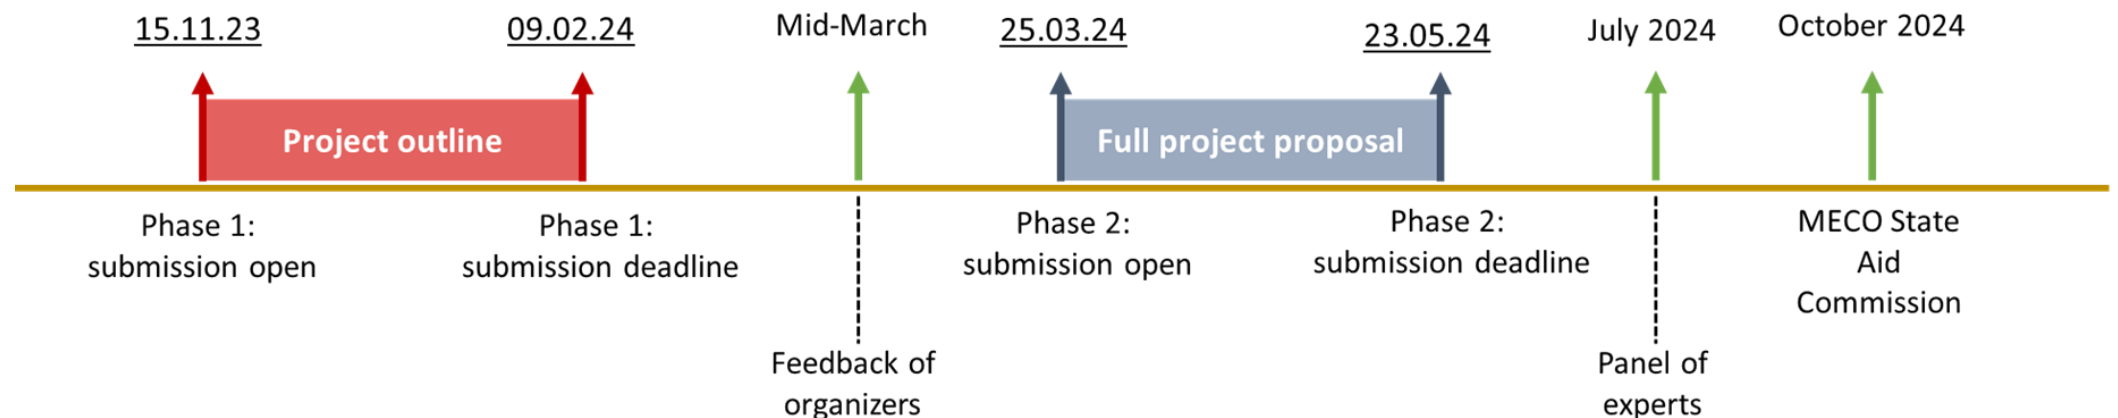 15.11.23
09.02.24
Mid-March
25.03.24
23.05.24
July 2024
October 2024
Project outline
Full project proposal
Phase 1:
submission open
Phase 1:
submission deadline
Phase 2:
submission open
Phase 2:
submission deadline
MECO State
Aid
Commission
Feedback of
organizers
Panel of
experts